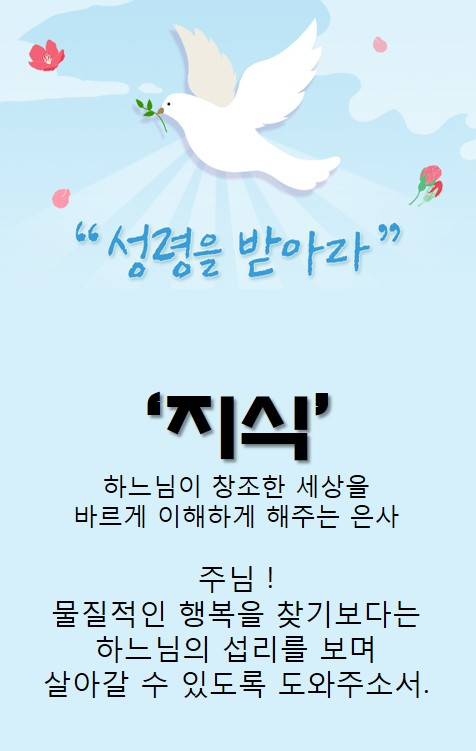 “성령을 받아라”
‘지식’
하느님이 창조한 세상을
바르게 이해하게 해주는 은사
주님 !
물질적인 행복을 찾기보다는
하느님의 섭리를 보며
살아갈 수 있도록 도와주소서.